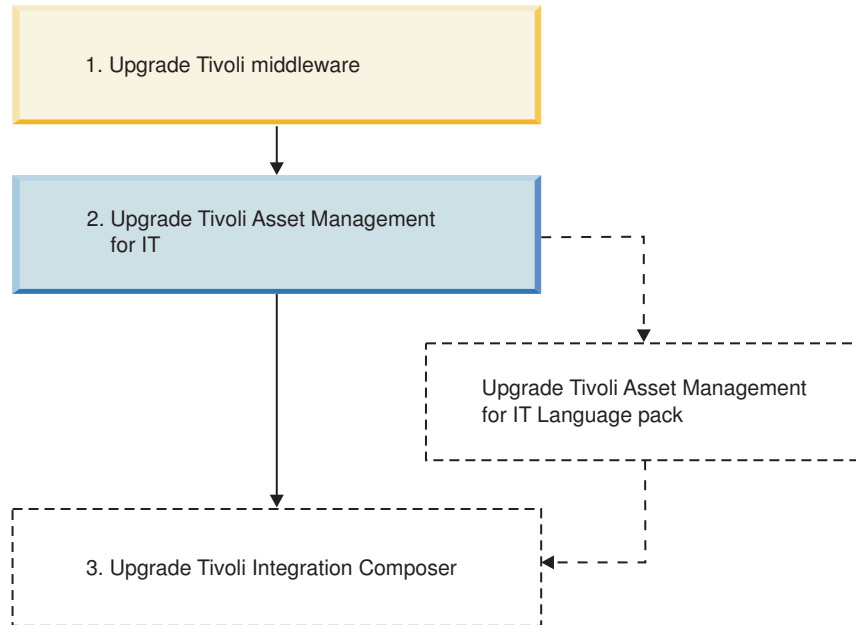 1. Upgrade Tivoli middleware
2. Upgrade Tivoli Asset Management
for IT
Upgrade Tivoli Asset Management
for IT Language pack
3. Upgrade Tivoli Integration Composer